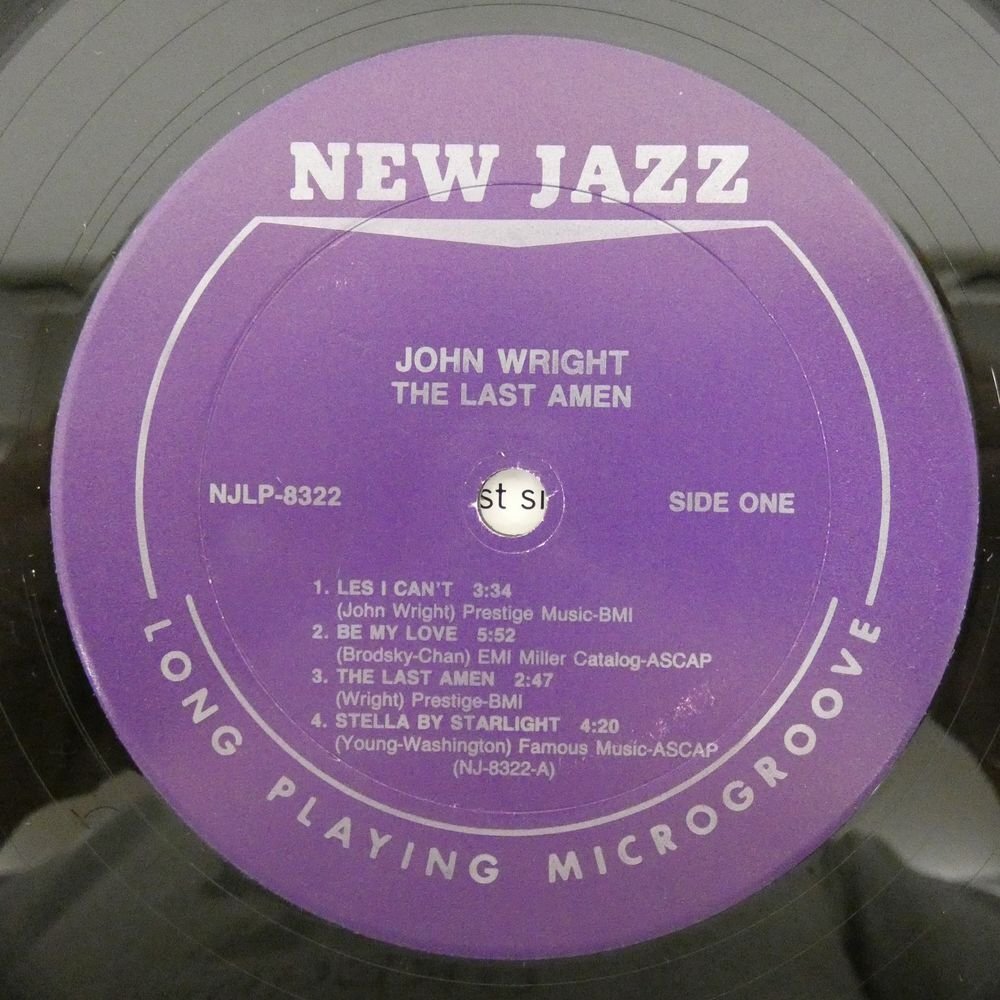 NEW JAZZ
JOHN WRIGHT
THE LAST AMEN
NJLP-8322
st
SIDE ONE
1. LES I CAN'T 3:34
(John Wright) Prestige Music-BMI
2. BE MY LOVE 5:52
(Brodsky-Chan) EMI Miller Catalog-ASCAP
3. THE LAST AMEN 2:47
(Wright) Prestige-BMI
4. STELLA BY STARLIGHT 4:20
(Young-Washington) Famous Music-ASCAP
(NJ-8322-A)
LONG PLAYING MICROGROOVE